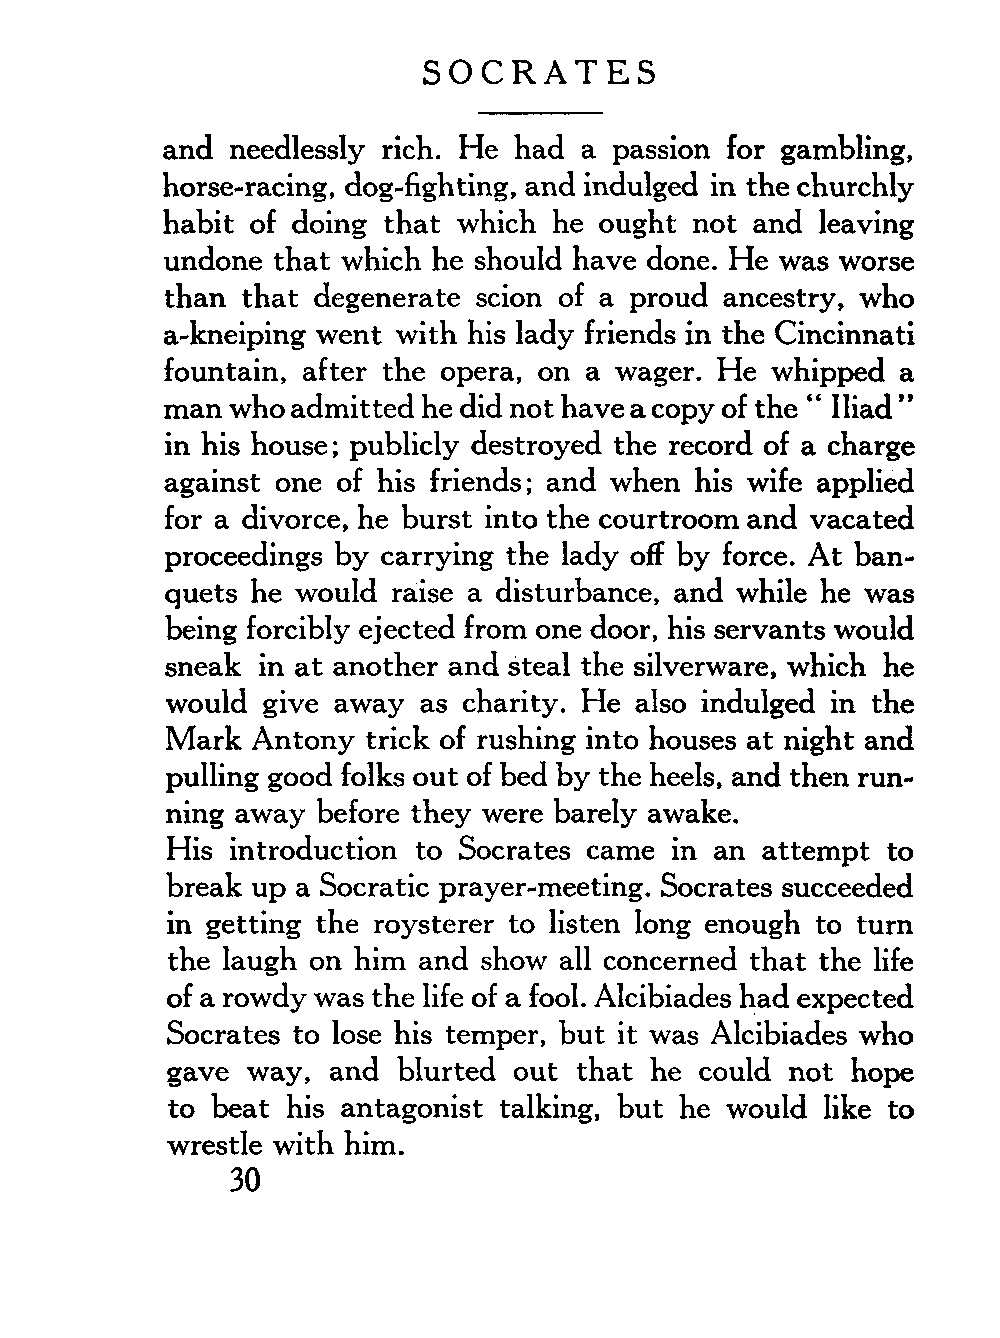 SOCRATES
and needlessly rich. He had a passion for gambling,
horse-racing, dog-fighting, and indulged in the churchly
habit of doing that which he ought not and leaving
undone that which he should have done. He was worse
than that degenerate scion of a proud ancestry, who
a-kneiping went with his lady friends in the Cincinnati
fountain, after the opera, on a wager. He whipped a
man who admitted he did not have a copy of the “ Iliad ”
in his house; publicly destroyed the record of a charge
against one of his friends; and when his wife applied
for a divorce, he burst into the courtroom and vacated
proceedings by carrying the lady off by force. At ban-
quets he would raise a disturbance, and while he was
being forcibly ejected from one door, his servants would
sneak in at another and steal the silverware, which he
would give away as charity. He also indulged in the
Mark Antony trick of rushing into houses at night and
pulling good folks out of bed by the heels, and then run-
ning away before they were barely awake.
His introduction to Socrates came in an attempt to
break up a Socratic prayer-meeting. Socrates succeeded
in getting the roysterer to listen long enough to turn
the laugh on him and show all concerned that the life
of a rowdy was the life of a fool. Alcibiades had expected
Socrates to lose his temper, but it was Alcibiades who
gave way, and blurted out that he could not hope
to beat his antagonist talking, but he would like to
wrestle with him.
30